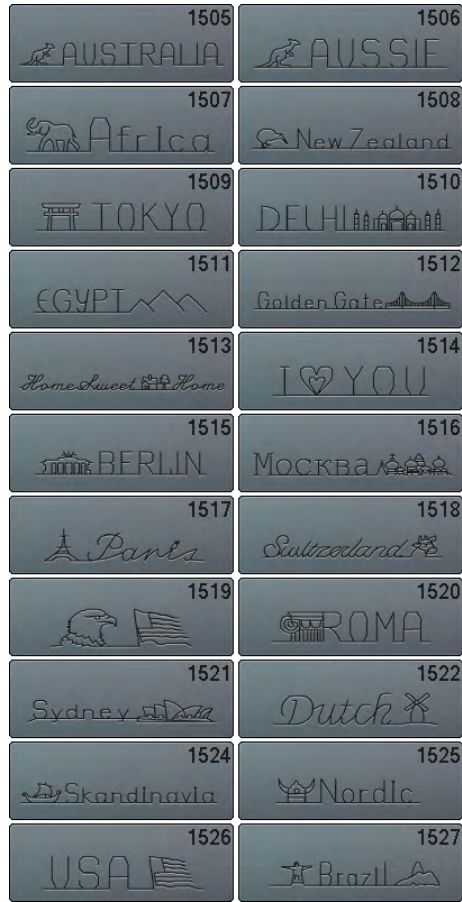 1505
AUSTRALIA
1506
AUSSIE
1507
Africa
1508
New Zealand
1509
TOKYO
1510
DELHI
1511
EGYPT
1512
Golden Gate
1513
Home Sweet Home
1514
I YOU
1515
BERLIN
1516
Москва
1517
Paris
1518
Switzerland
1519
1520
ROMA
1521
Sydney
1522
Dutch
1524
Skandinavia
1525
Nordic
1526
USA
1527
Brazil